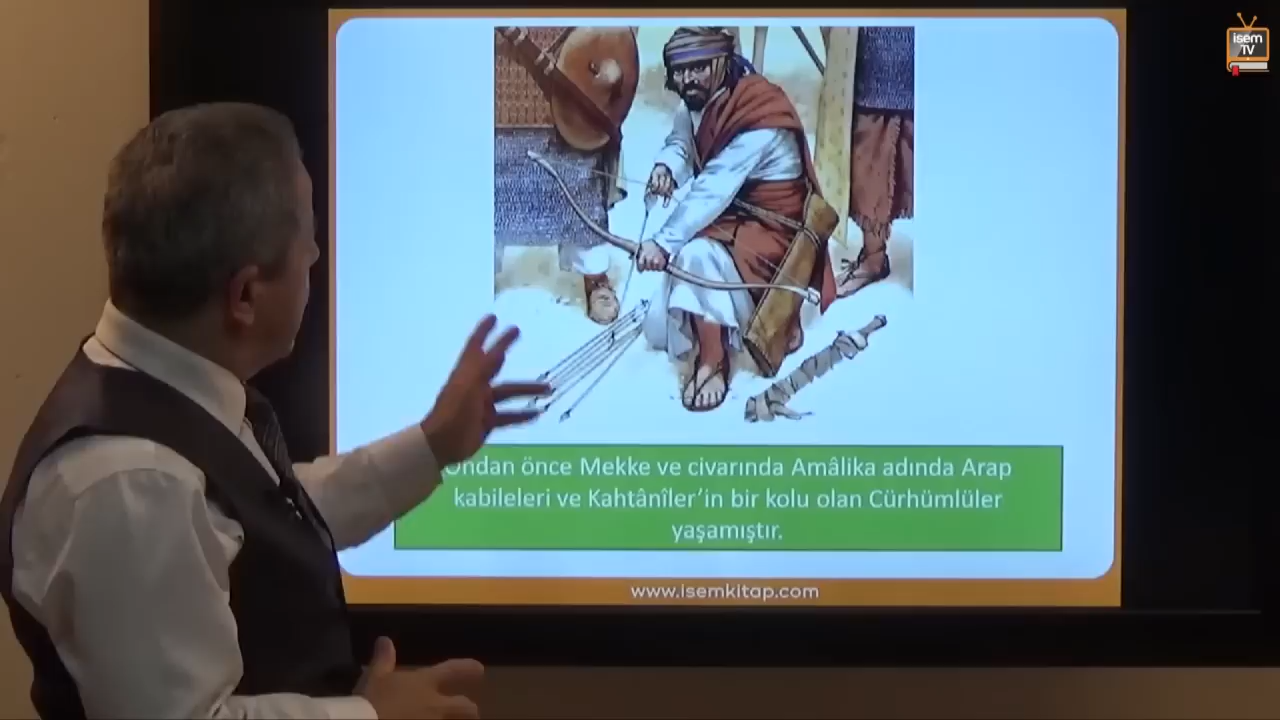 isem
TV
Ondan önce Mekke ve civarında Amâlika adında Arap
kabileleri ve Kahtânîler'in bir kolu olan Cürhümlüler
yaşamıştır.
www.isemkitap.com